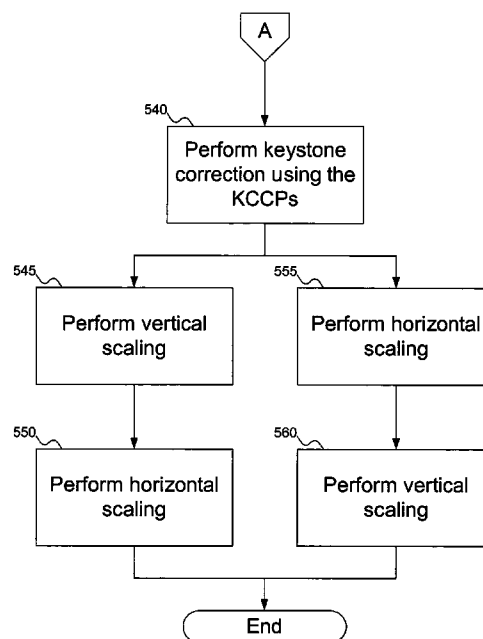 A
540
Perform keystone
correction using the
KCCPs
545
Perform vertical
scaling
555
Perform horizontal
scaling
550
Perform horizontal
scaling
560
Perform vertical
scaling
End